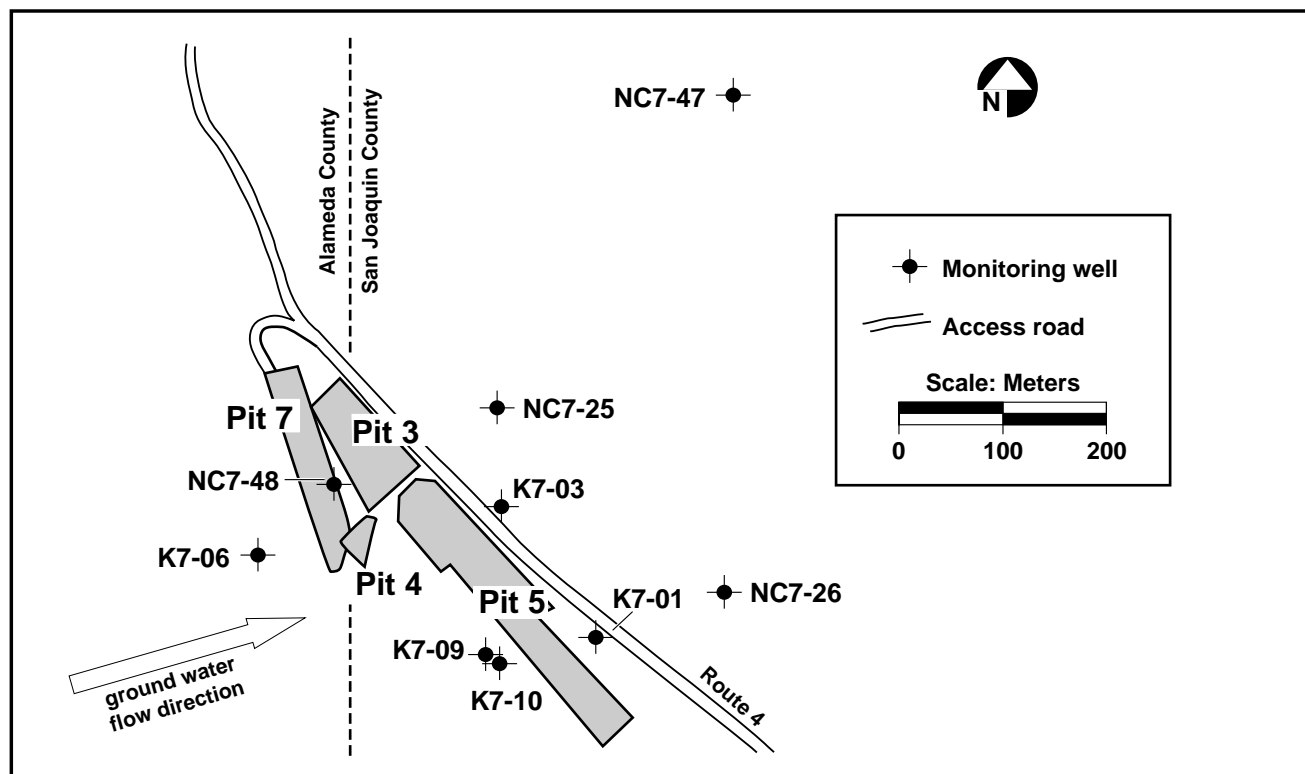 NC7-47
N
Alameda County
San Joaquin County
Monitoring well
Access road
Scale: Meters
0 100 200
Pit 7
Pit 3
NC7-25
NC7-48
K7-03
K7-06
Pit 4
Pit 5
K7-01
NC7-26
K7-09
K7-10
Route 4
ground water
flow direction